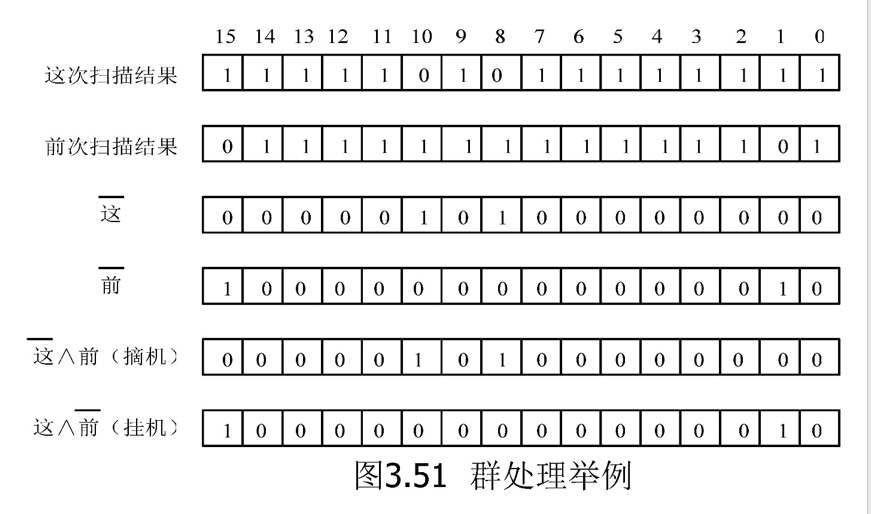 15 14 13 12 11 10 9 8 7 6 5 4 3 2 1 0
这次扫描结果 1 1 1 1 1 0 1 0 1 1 1 1 1 1 1 1
前次扫描结果 0 1 1 1 1 1 1 1 1 1 1 1 1 1 0 1
这̅ 0 0 0 0 0 1 0 1 0 0 0 0 0 0 0 0
前̅ 1 0 0 0 0 0 0 0 0 0 0 0 0 0 1 0
这̅∧前（摘机） 0 0 0 0 0 1 0 1 0 0 0 0 0 0 0 0
这∧前̅（挂机） 1 0 0 0 0 0 0 0 0 0 0 0 0 0 1 0
图3.51 群处理举例